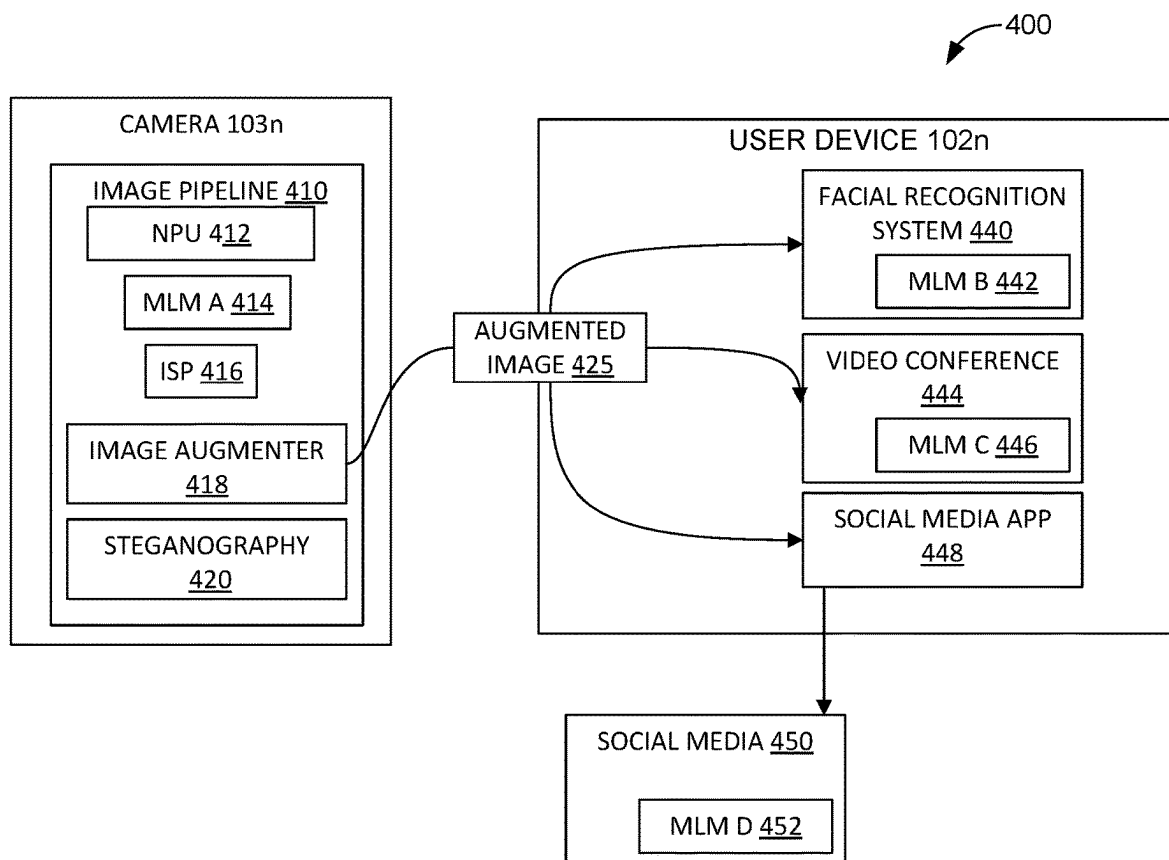 400
CAMERA 103n
IMAGE PIPELINE 410
NPU 412
MLM A 414
ISP 416
IMAGE AUGMENTER
418
STEGANOGRAPHY
420
AUGMENTED
IMAGE 425
USER DEVICE 102n
FACIAL RECOGNITION
SYSTEM 440
MLM B 442
VIDEO CONFERENCE
444
MLM C 446
SOCIAL MEDIA APP
448
SOCIAL MEDIA 450
MLM D 452